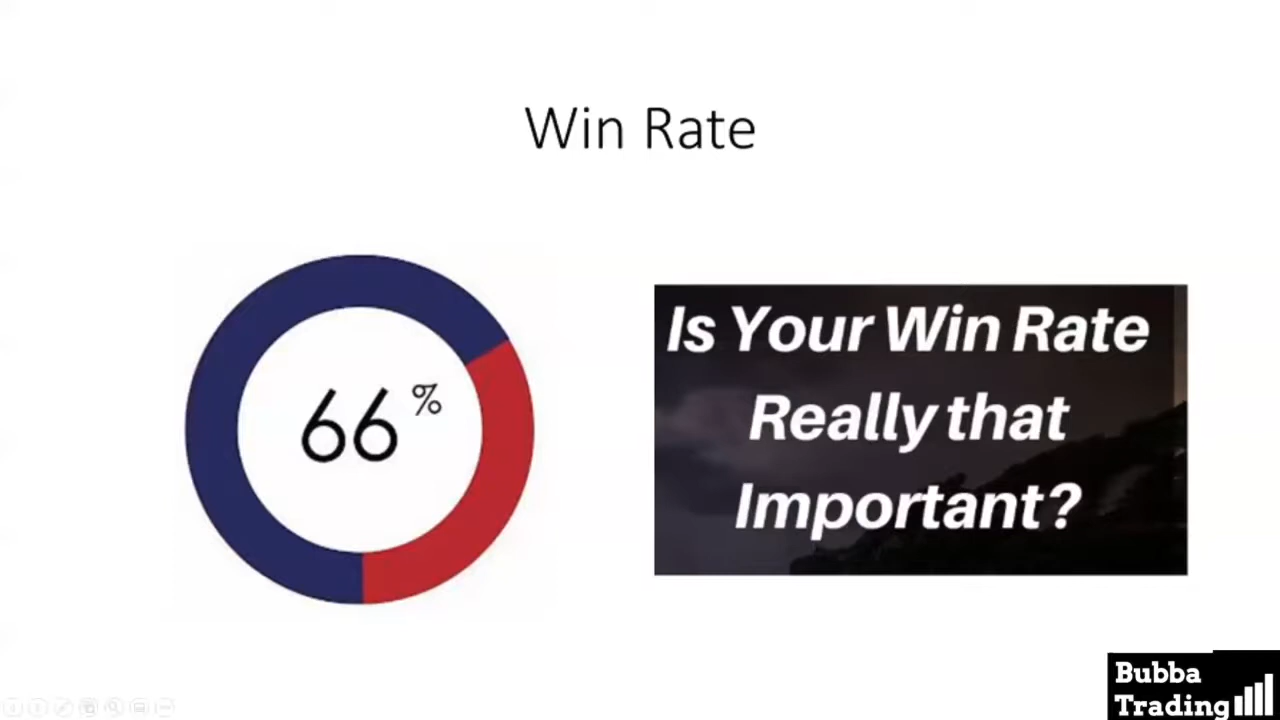 Win Rate
66%
Is Your Win Rate
Really that
Important?
Bubba
Trading